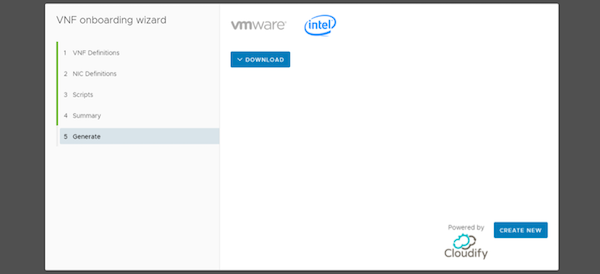 VNF onboarding wizard
1 VNF Definitions
2 NIC Definitions
3 Scripts
4 Summary
5 Generate
vmware®
intel
DOWNLOAD
Powered by
Cloudify
CREATE NEW